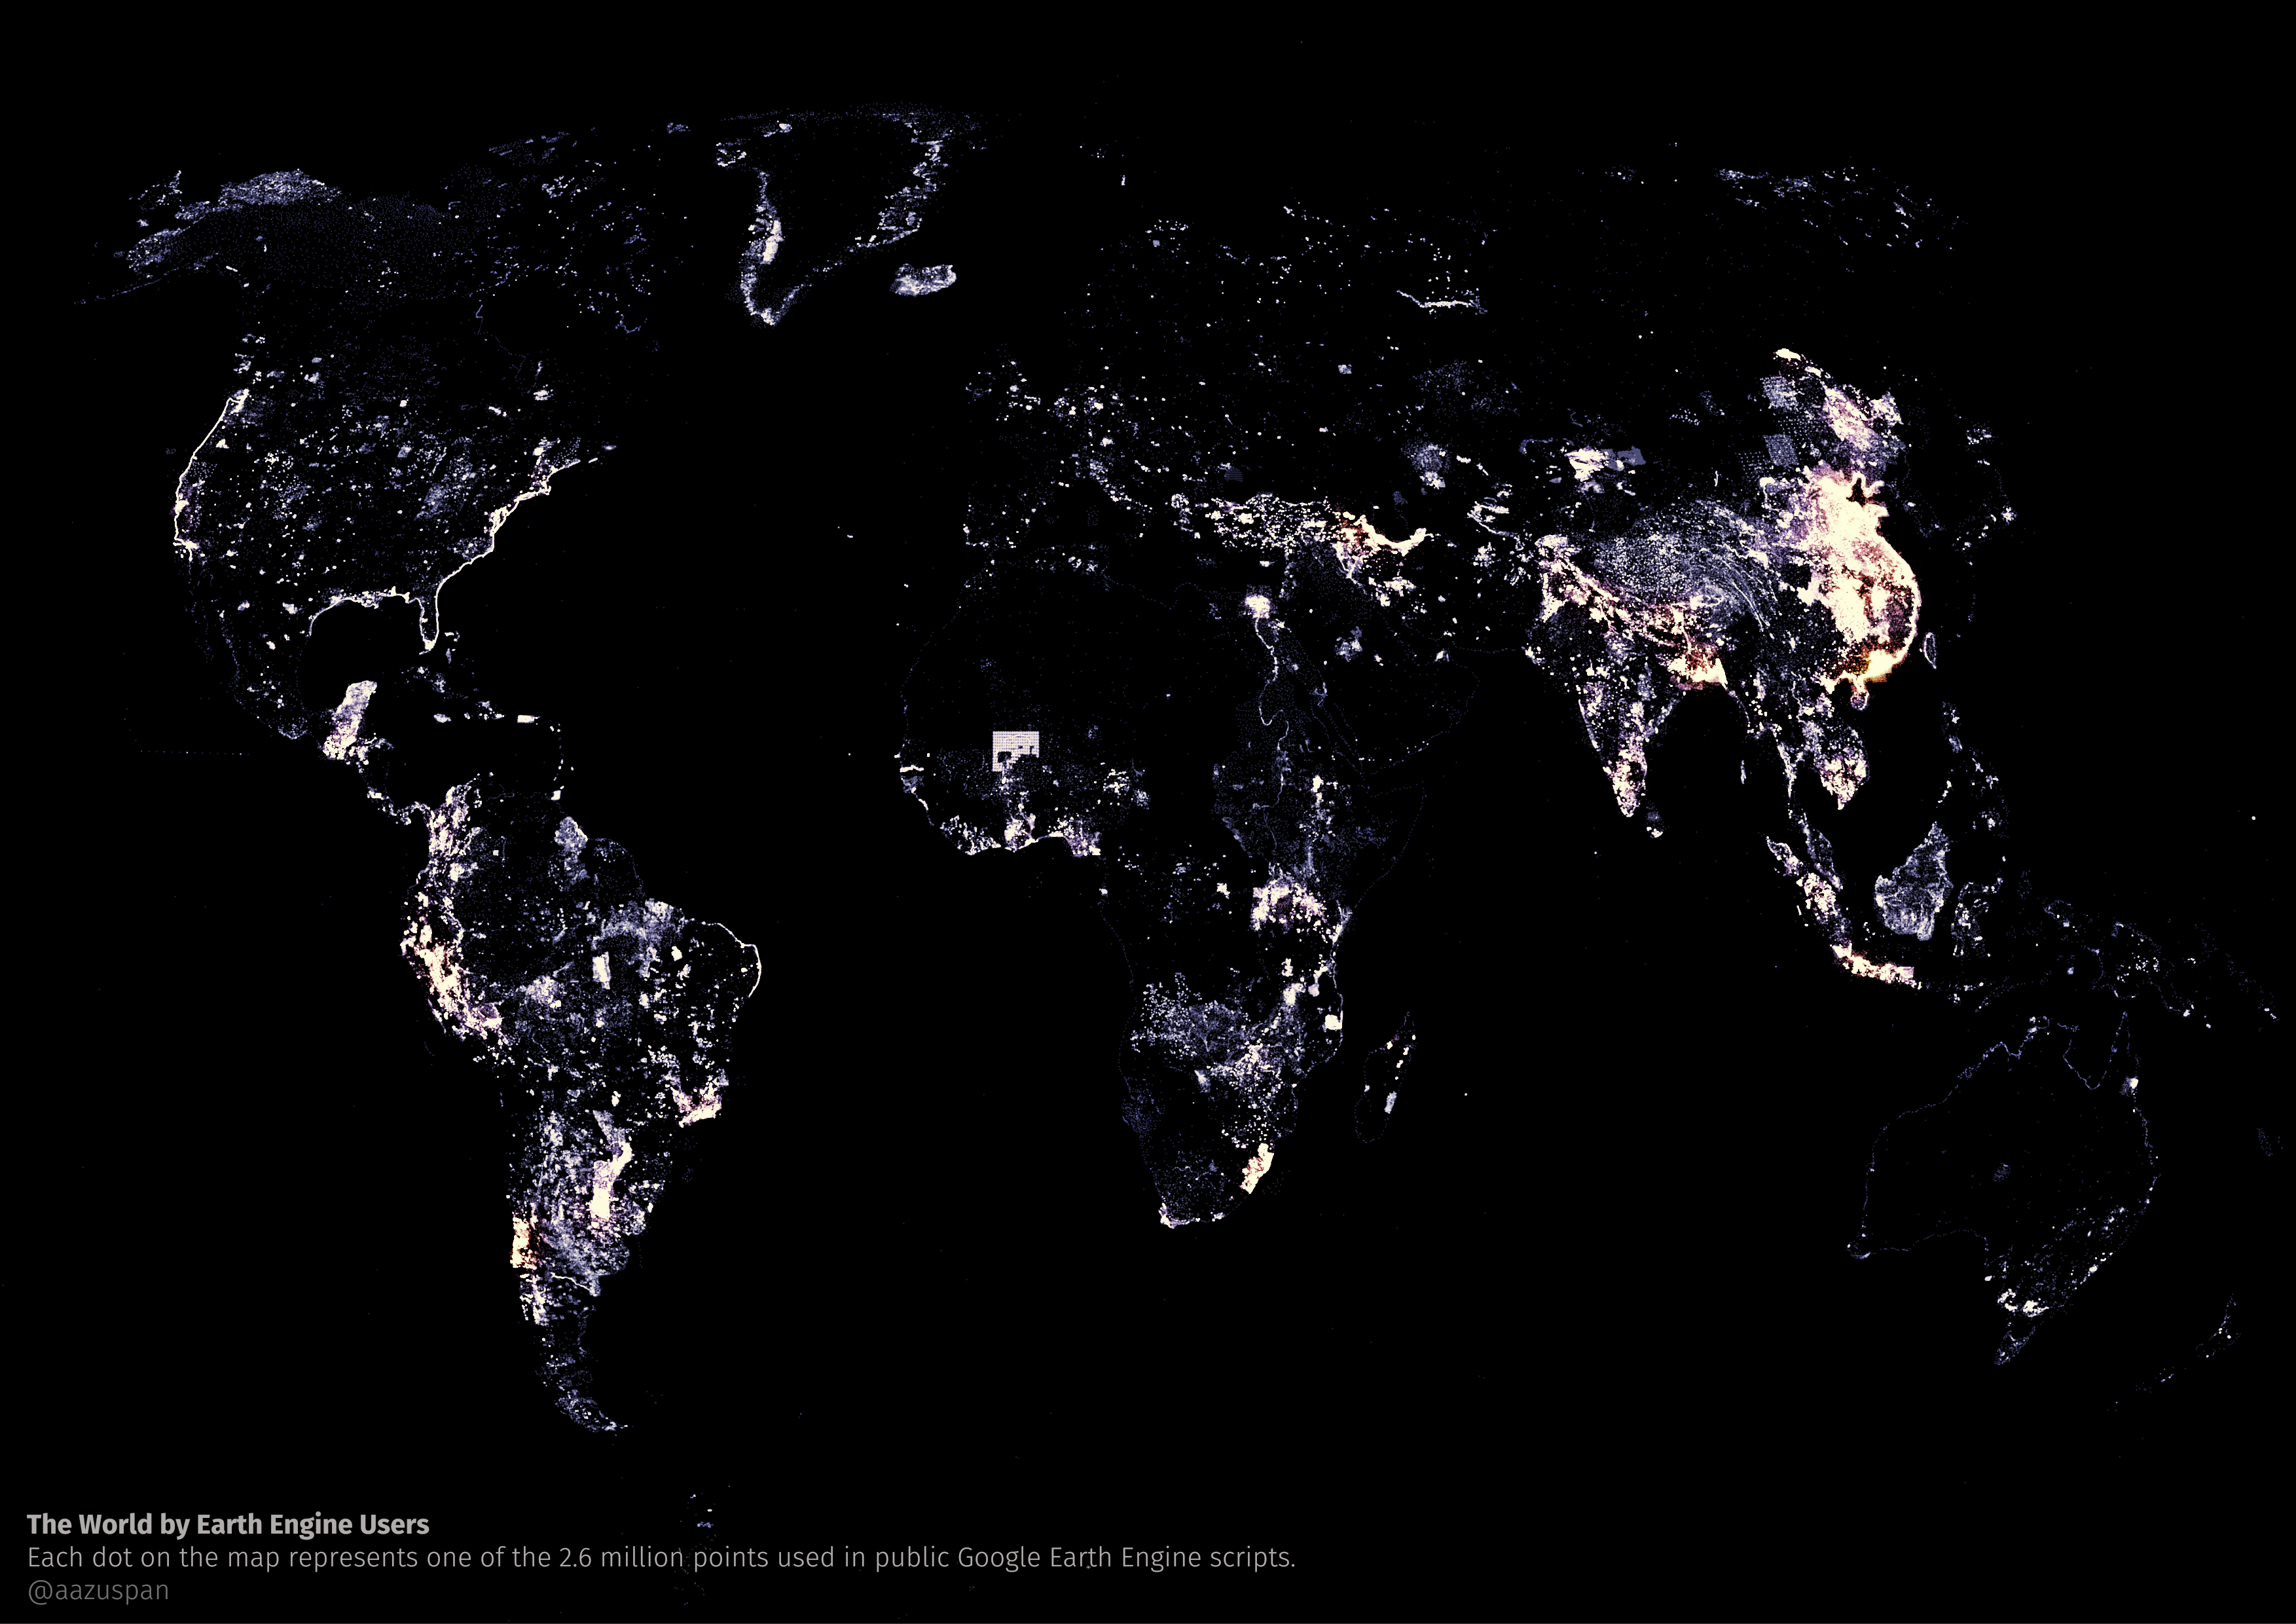 The World by Earth Engine Users
Each dot on the map represents one of the 2.6 million points used in public Google Earth Engine scripts.
@aazuspan